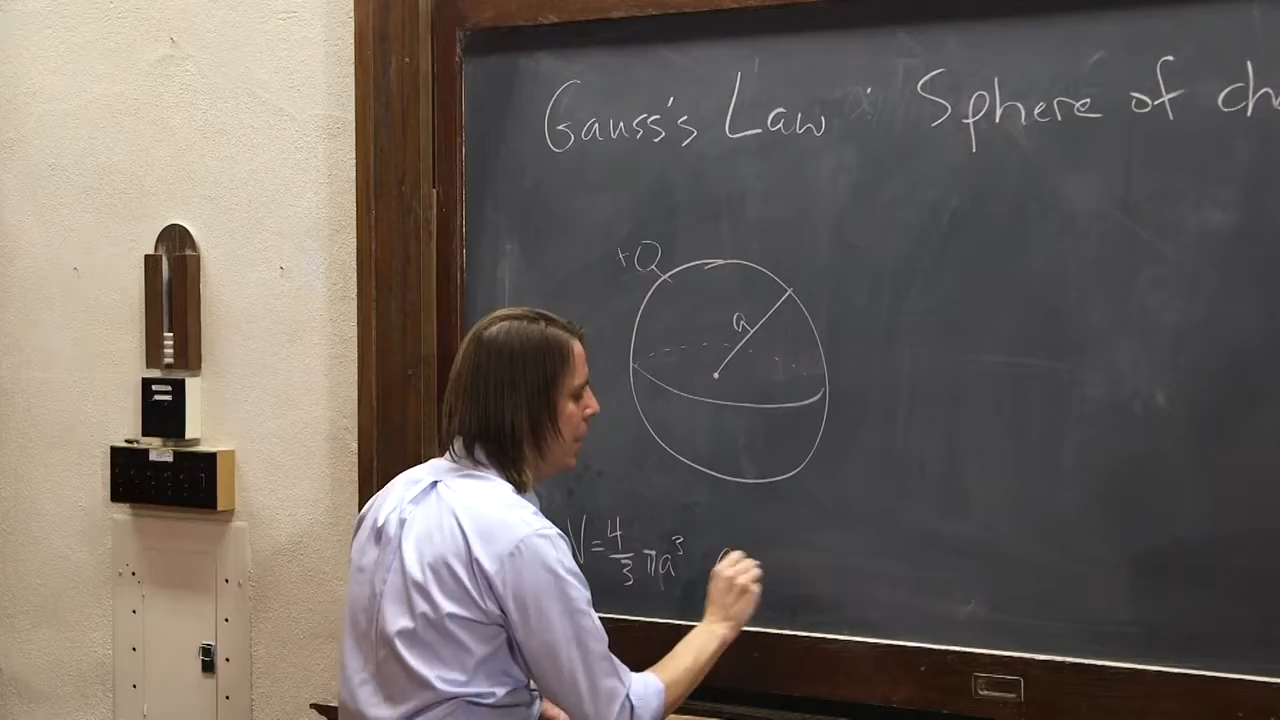 Gauss's Law : Sphere of ch
+Q
a
V = 4/3 πa³